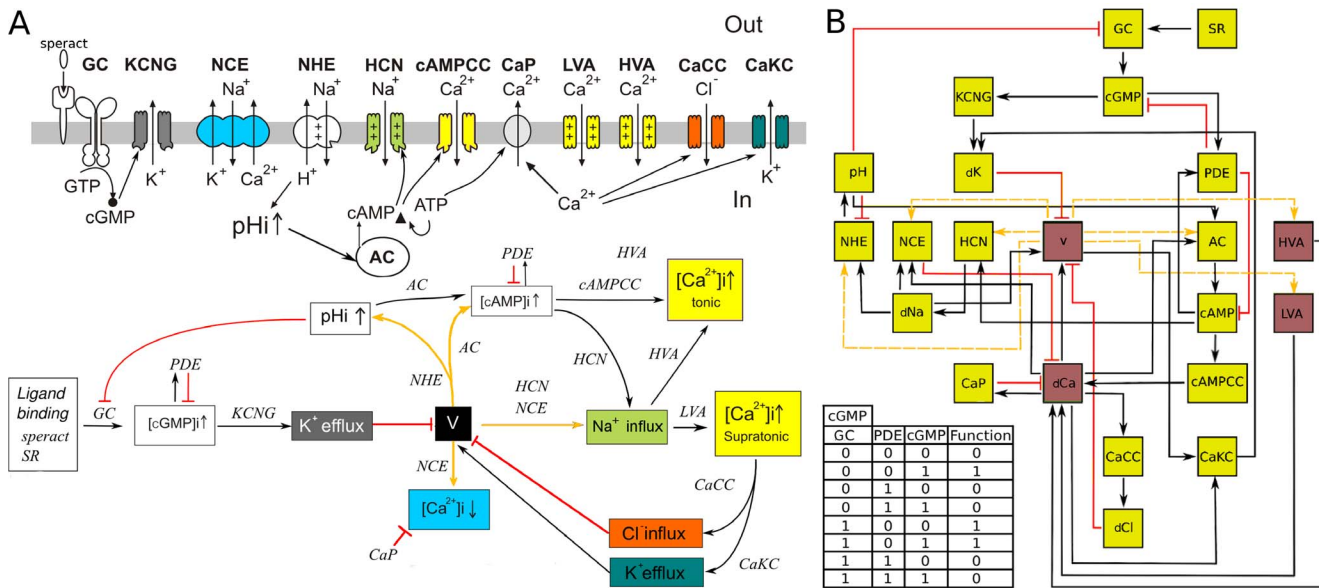 A
speract
Out
GC KCNG NCE NHE HCN cAMPCC CaP LVA HVA CaCC CaKC
Na+ Na+ Na+ Ca2+ Ca2+ Ca2+ Ca2+ Cl-
GTP
cGMP
K+ K+ Ca2+ H+ K+
pHi↑
cAMP ATP
Ca2+
In
AC
pHi ↑
AC
PDE
[cAMP]i↑
HVA
cAMPCC
[Ca2+]i↑
tonic
AC
HCN
HVA
NHE
Ligand
binding
speract
SR
GC
PDE
[cGMP]i↑
KCNG
K+ efflux
V
HCN
NCE
Na+ influx
LVA
[Ca2+]i↑
Supratonic
NCE
[Ca2+]i ↓
CaP
CaCC
Cl- influx
K+efflux
CaKC
B
GC SR
KCNG cGMP
pH dK PDE
NHE NCE HCN v AC HVA
dNa cAMP LVA
CaP dCa cAMPCC
CaCC CaKC
dCl
cGMP
GC PDE cGMP Function
0 0 0 0
0 0 1 1
0 1 0 0
0 1 1 0
1 0 0 1
1 0 1 1
1 1 0 0
1 1 1 0